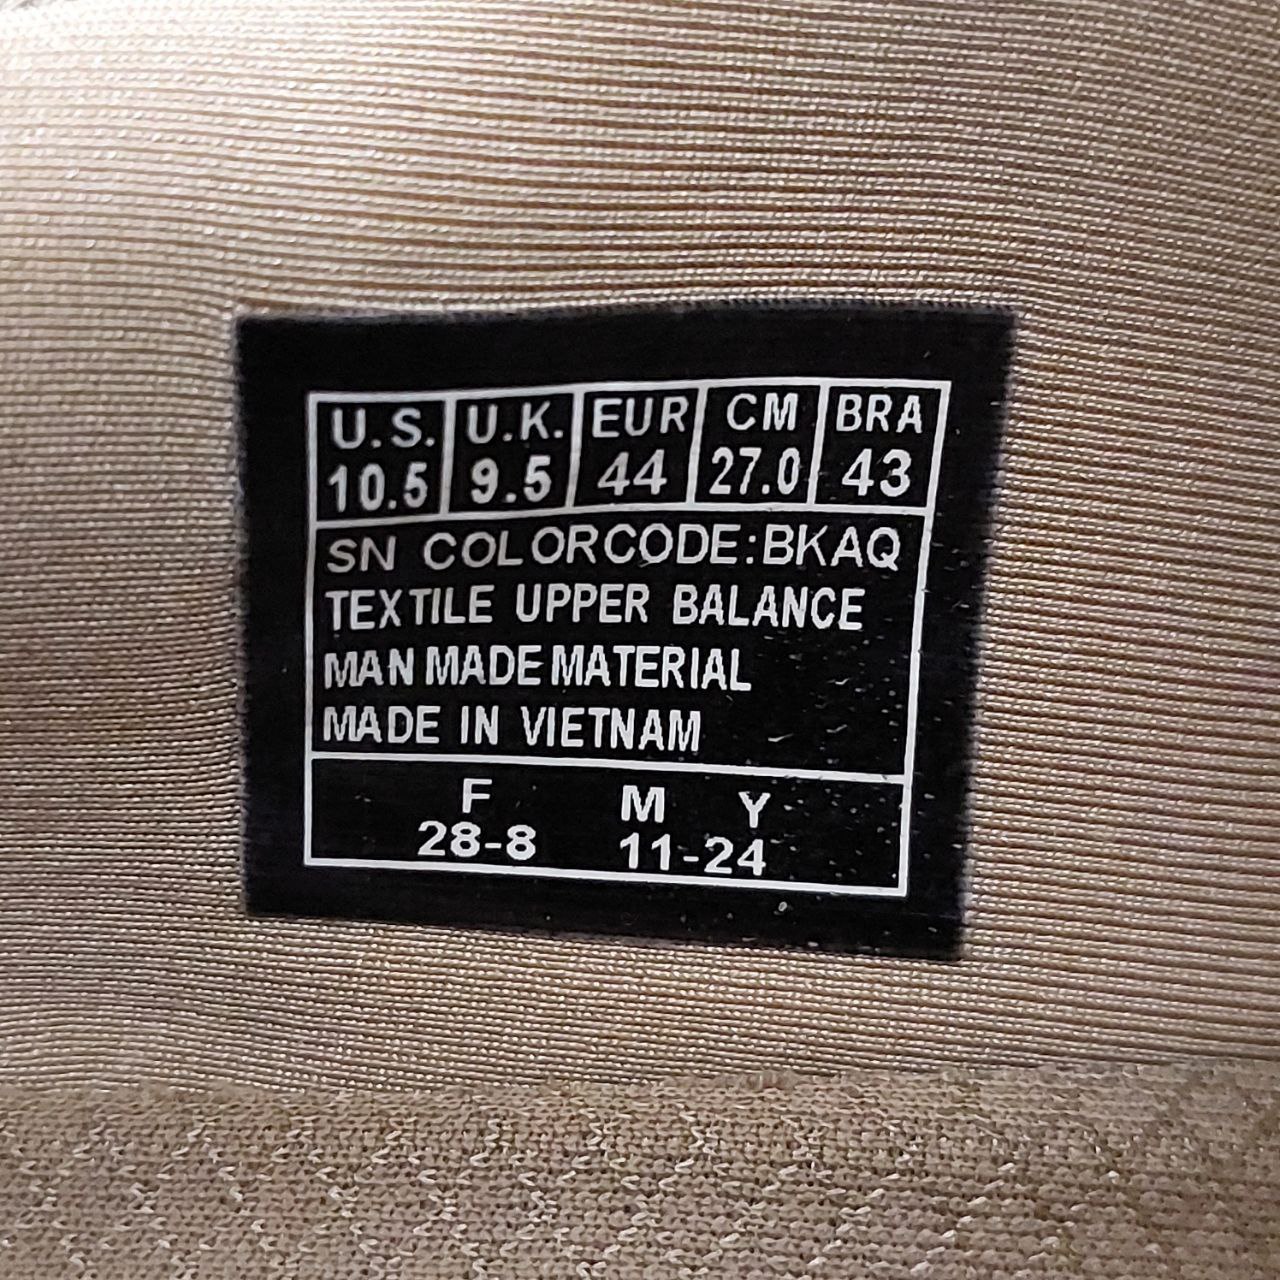 U.S. U.K. EUR CM BRA
10.5 9.5 44 27.0 43
SN COLORCODE:BKAQ
TEXTILE UPPER BALANCE
MAN MADE MATERIAL
MADE IN VIETNAM
F M Y
28-8 11-24